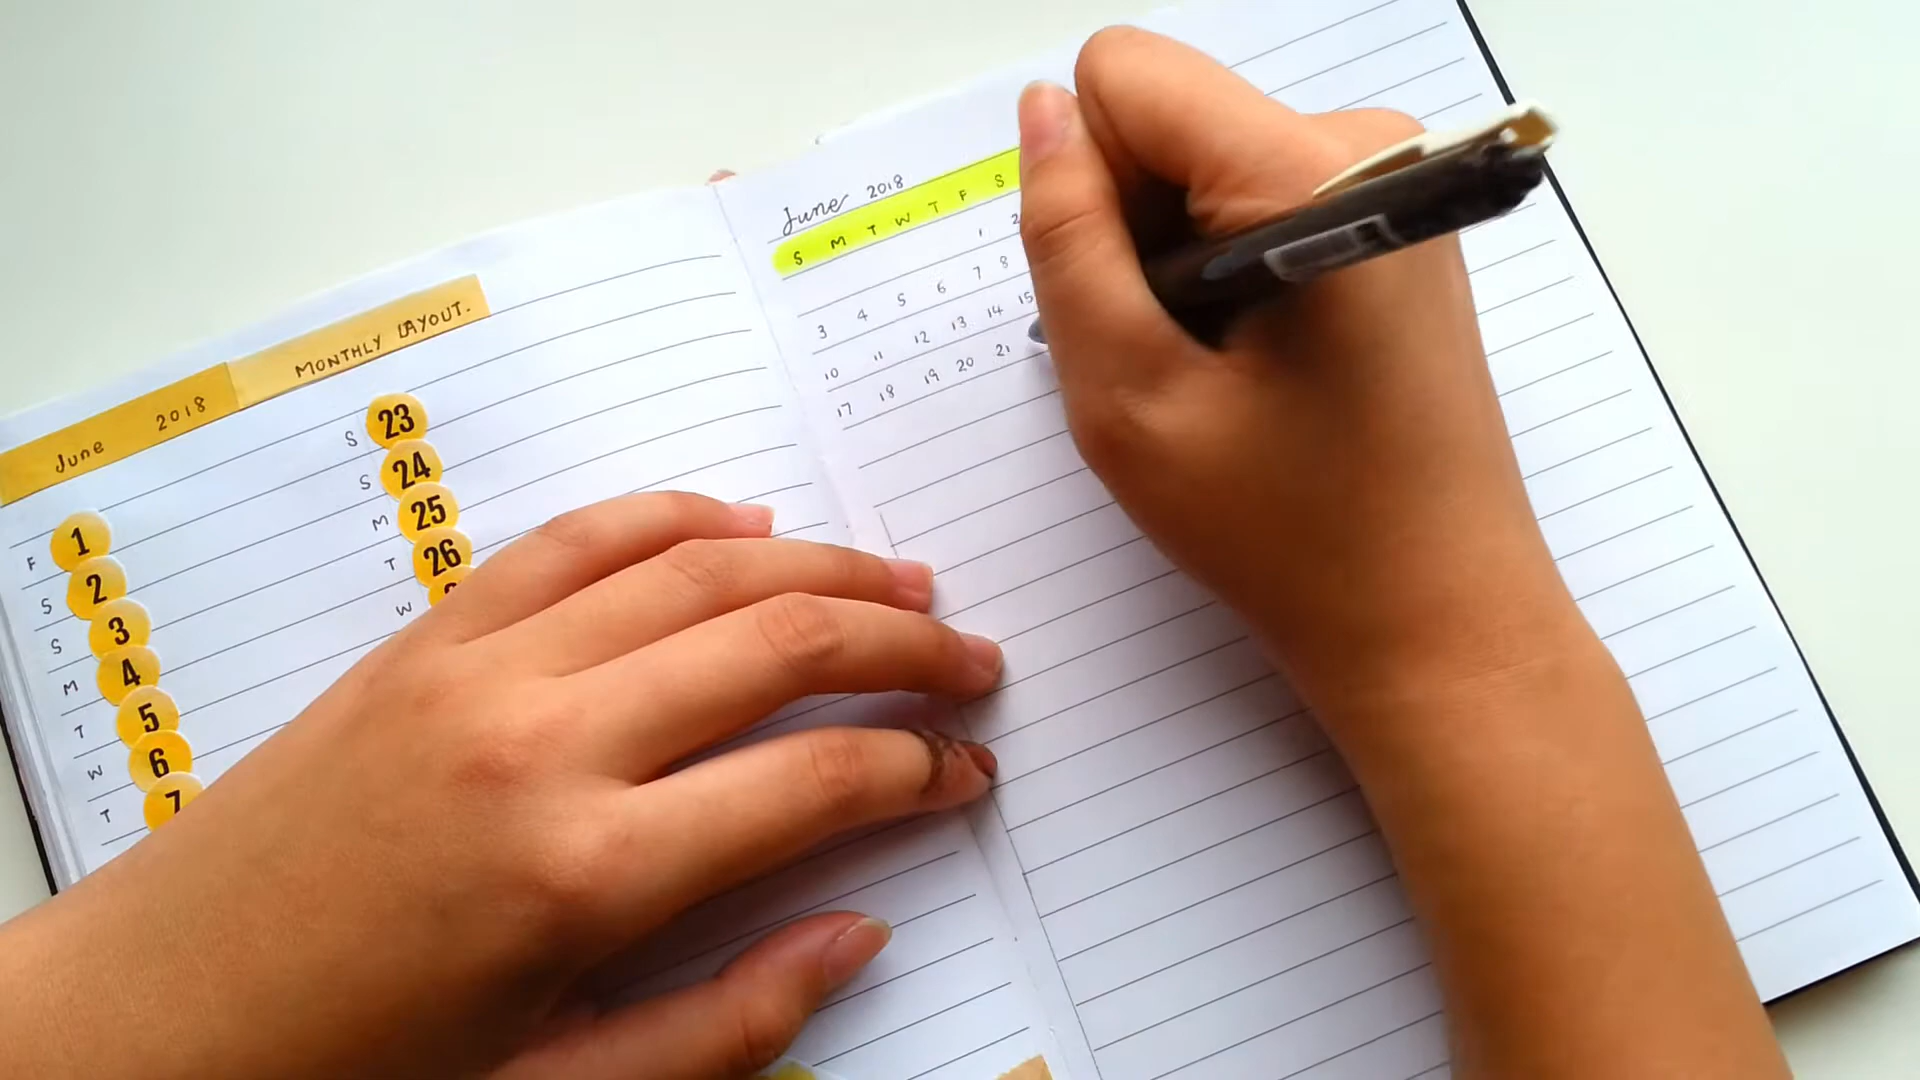 June 2018 MONTHLY LAYOUT.
F 1
S 2
S 3
M 4
T 5
W 6
T 7
S 23
S 24
M 25
T 26
W
June 2018
S M T W T F S
1 2
3 4 5 6 7 8
10 11 12 13 14 15
17 18 19 20 21